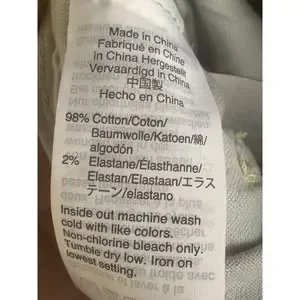 Made in China
Fabriqué en Chine
in China Hergestellt
Vervaardigd in China
中国製
Hecho en China
98% Cotton/Coton/
Baumwolle/Katoen/綿/
algodón
2% Elastane/Élasthanne/
Elastan/Elastaan/エラス
テーン/elastano
Inside out machine wash
cold with like colors.
Non-chlorine bleach only.
Tumble dry low. Iron on
lowest setting.